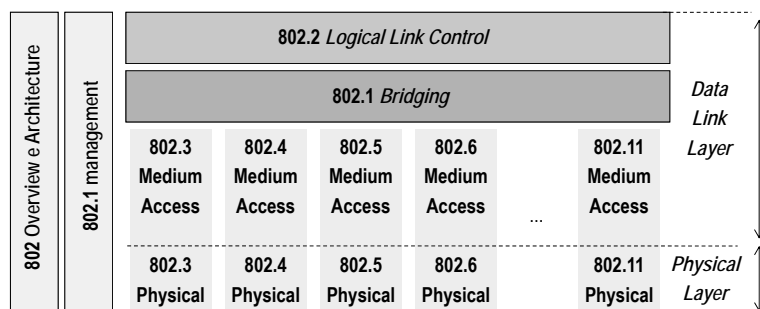 802 Overview e Architecture
802.1 management
802.2 Logical Link Control
802.1 Bridging
802.3 Medium Access
802.4 Medium Access
802.5 Medium Access
802.6 Medium Access
...
802.11 Medium Access
Data Link Layer
802.3 Physical
802.4 Physical
802.5 Physical
802.6 Physical
802.11 Physical
Physical Layer